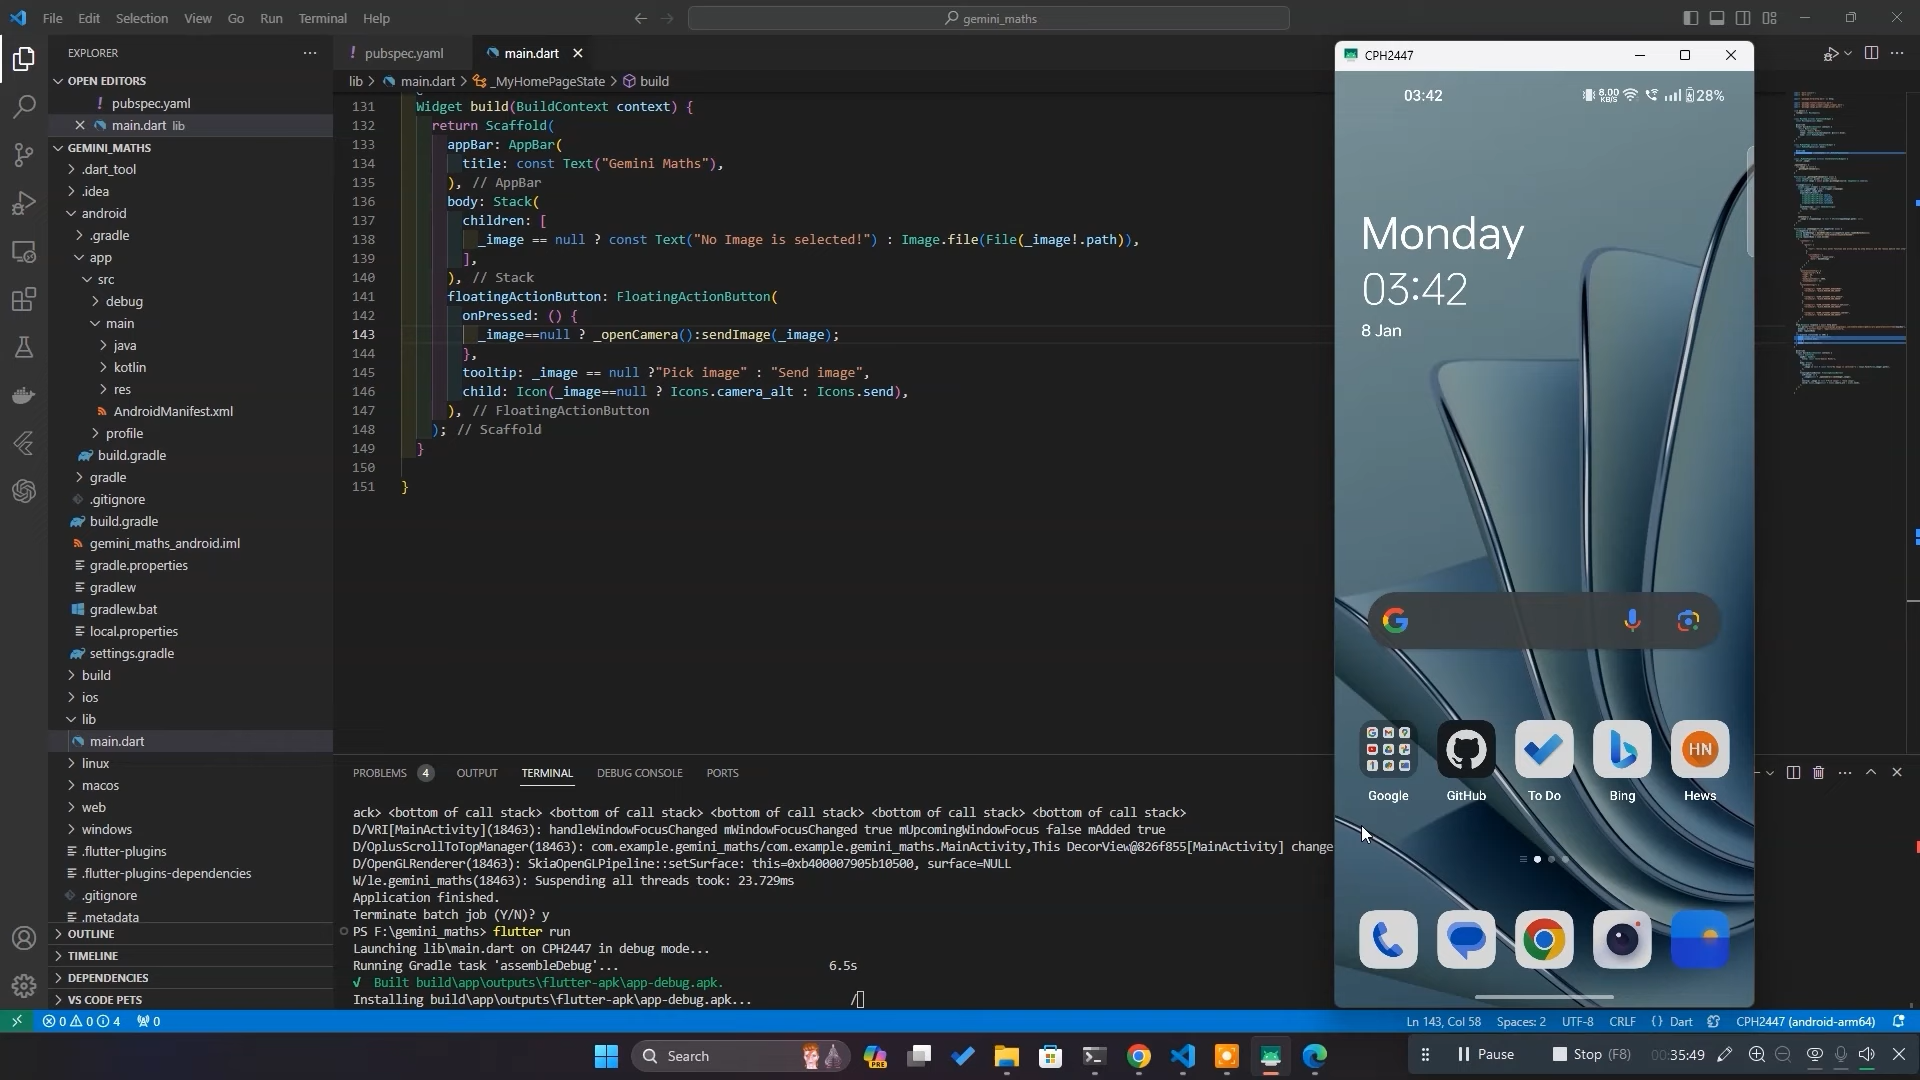 File Edit Selection View Go Run Terminal Help
gemini_maths
EXPLORER
OPEN EDITORS
! pubspec.yaml
main.dart lib
GEMINI_MATHS
.dart_tool
.idea
android
.gradle
app
src
debug
main
java
kotlin
res
AndroidManifest.xml
profile
build.gradle
gradle
.gitignore
build.gradle
gemini_maths_android.iml
gradle.properties
gradlew
gradlew.bat
local.properties
settings.gradle
build
ios
lib
main.dart
linux
macos
web
windows
.flutter-plugins
.flutter-plugins-dependencies
.gitignore
.metadata
OUTLINE
TIMELINE
DEPENDENCIES
VS CODE PETS
! pubspec.yaml main.dart
lib > main.dart > _MyHomePageState > build
131 Widget build(BuildContext context) {
132 return Scaffold(
133 appBar: AppBar(
134 title: const Text("Gemini Maths"),
135 ), // AppBar
136 body: Stack(
137 children: [
138 _image == null ? const Text("No Image is selected!") : Image.file(File(_image!.path)),
139 ],
140 ), // Stack
141 floatingActionButton: FloatingActionButton(
142 onPressed: () {
143 _image==null ? _openCamera():sendImage(_image);
144 },
145 tooltip: _image == null ?"Pick image" : "Send image",
146 child: Icon(_image==null ? Icons.camera_alt : Icons.send),
147 ), // FloatingActionButton
148 ); // Scaffold
149 }
150
151 }
PROBLEMS 4 OUTPUT TERMINAL DEBUG CONSOLE PORTS
ack> <bottom of call stack> <bottom of call stack> <bottom of call stack> <bottom of call stack> <bottom of call stack>
D/VRI[MainActivity](18463): handleWindowFocusChanged mWindowFocusChanged true mUpcomingWindowFocus false mAdded true
D/OplusScrollToTopManager(18463): com.example.gemini_maths/com.example.gemini_maths.MainActivity,This DecorView@826f855[MainActivity] change
D/OpenGLRenderer(18463): SkiaOpenGLPipeline::setSurface: this=0xb400007905b10500, surface=NULL
W/le.gemini_maths(18463): Suspending all threads took: 23.729ms
Application finished.
Terminate batch job (Y/N)? y
PS F:\gemini_maths> flutter run
Launching lib\main.dart on CPH2447 in debug mode...
Running Gradle task 'assembleDebug'... 6.5s
√ Built build\app\outputs\flutter-apk\app-debug.apk.
Installing build\app\outputs\flutter-apk\app-debug.apk... /
CPH2447
03:42 8.00 KB/S 28%
Monday
03:42
8 Jan
Google GitHub To Do Bing Hews
HN
0 0 4 0
Ln 143, Col 58 Spaces: 2 UTF-8 CRLF {} Dart CPH2447 (android-arm64)
Search
PRE
Pause Stop (F8) 00:35:49